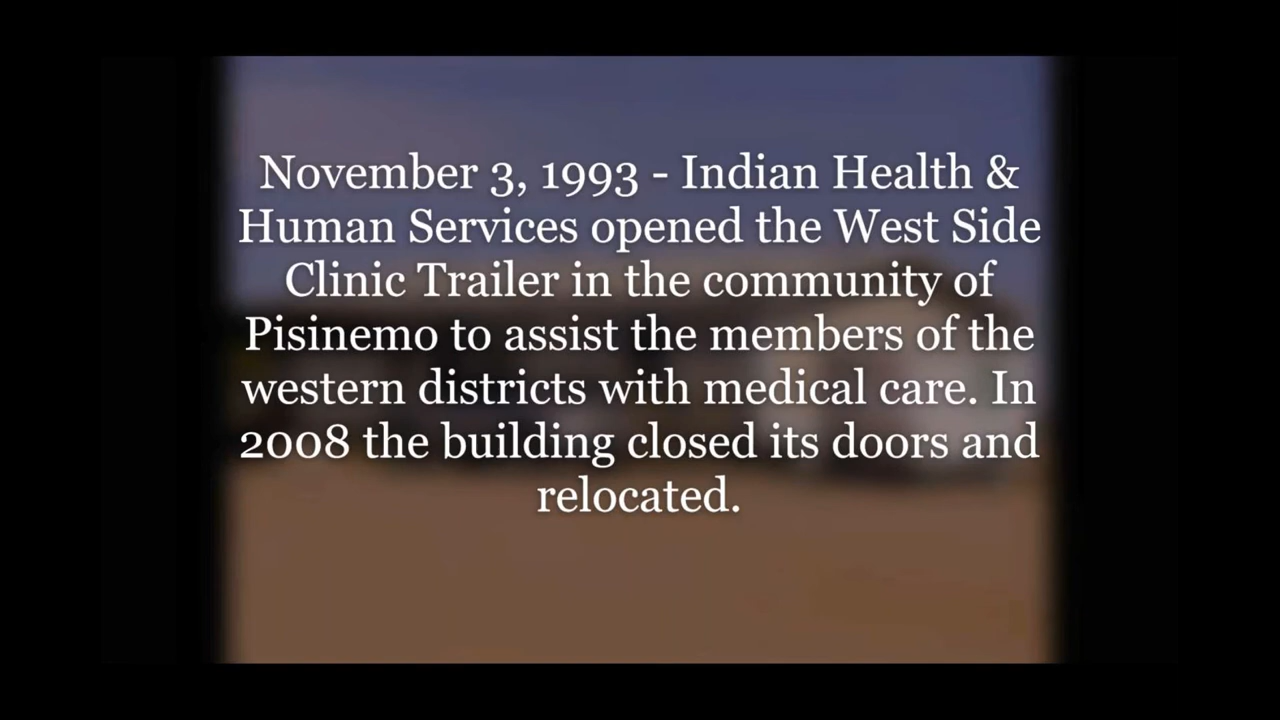 November 3, 1993 - Indian Health &
Human Services opened the West Side
Clinic Trailer in the community of
Pisinemo to assist the members of the
western districts with medical care. In
2008 the building closed its doors and
relocated.